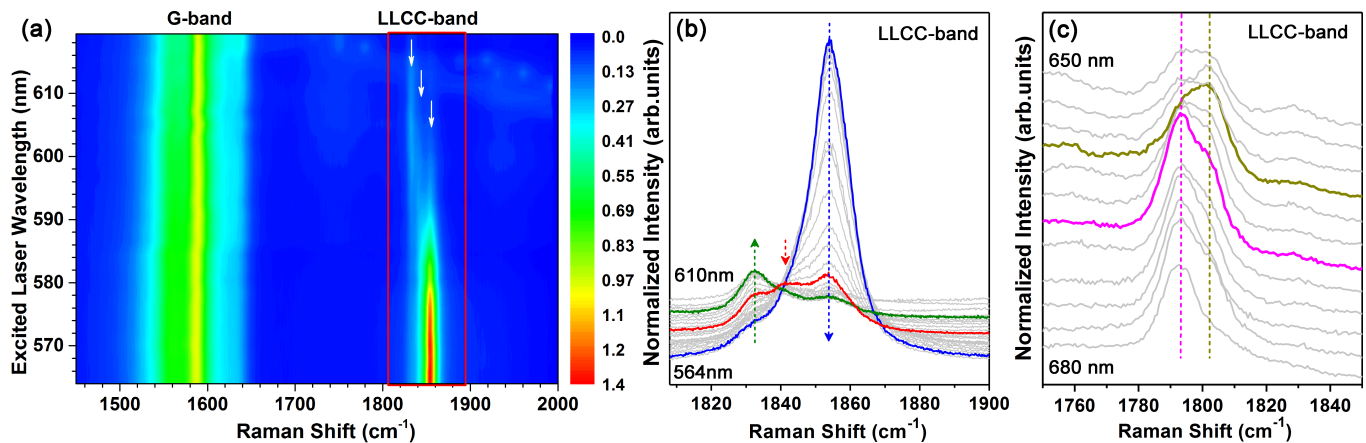 (a)
G-band
LLCC-band
Excited Laser Wavelength (nm)
610
600
590
580
570
1500
1600
1700
1800
1900
2000
Raman Shift (cm⁻¹)
0.0
0.13
0.27
0.41
0.55
0.69
0.83
0.97
1.1
1.2
1.4
(b)
LLCC-band
Normalized Intensity (arb.units)
610nm
564nm
1820
1840
1860
1880
1900
Raman Shift (cm⁻¹)
(c)
LLCC-band
Normalized Intensity (arb.units)
650 nm
680 nm
1760
1780
1800
1820
1840
Raman Shift (cm⁻¹)